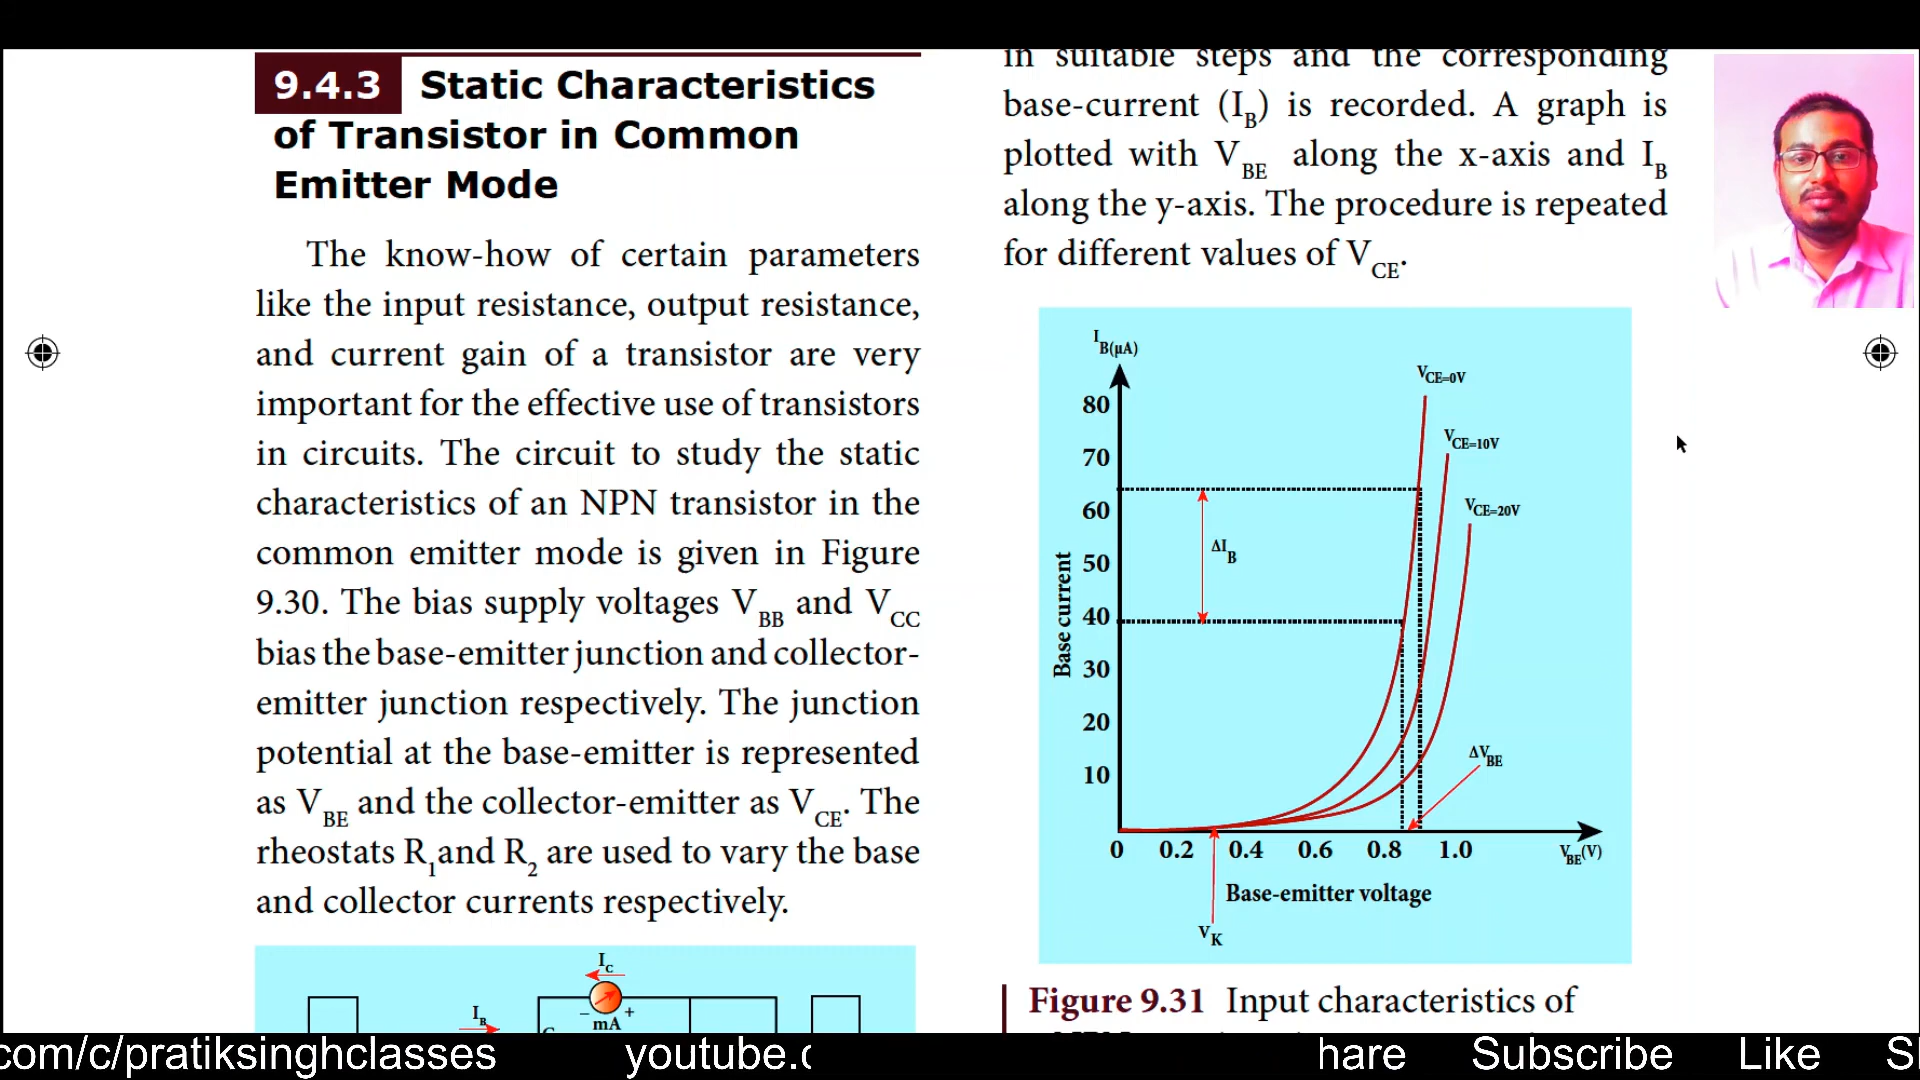 9.4.3 Static Characteristics
of Transistor in Common
Emitter Mode
The know-how of certain parameters
like the input resistance, output resistance,
and current gain of a transistor are very
important for the effective use of transistors
in circuits. The circuit to study the static
characteristics of an NPN transistor in the
common emitter mode is given in Figure
9.30. The bias supply voltages VBB and VCC
bias the base-emitter junction and collector-
emitter junction respectively. The junction
potential at the base-emitter is represented
as VBE and the collector-emitter as VCE. The
rheostats R1and R2 are used to vary the base
and collector currents respectively.
IC
IB
− mA +
in suitable steps and the corresponding
base-current (IB) is recorded. A graph is
plotted with VBE along the x-axis and IB
along the y-axis. The procedure is repeated
for different values of VCE.
IB(μA)
VCE=0V
80
VCE=10V
70
VCE=20V
60
ΔIB
50
Base current
40
30
20
ΔVBE
10
0 0.2 0.4 0.6 0.8 1.0 VBE(V)
Base-emitter voltage
VK
Figure 9.31 Input characteristics of
com/c/pratiksinghclasses youtube.c hare Subscribe Like S